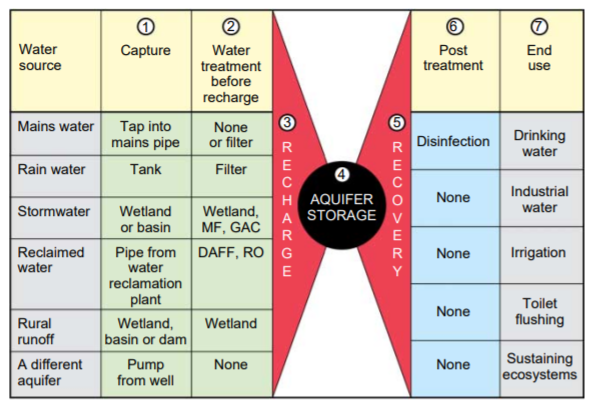 Water
source
1
Capture
2
Water
treatment
before
recharge
6
Post
treatment
7
End
use
Mains water
Tap into
mains pipe
None
or filter
Rain water
Tank
Filter
Stormwater
Wetland
or basin
Wetland,
MF, GAC
Reclaimed
water
Pipe from
water
reclamation
plant
DAFF, RO
Rural
runoff
Wetland,
basin or dam
Wetland
A different
aquifer
Pump
from well
None
3
RECHARGE
4
AQUIFER
STORAGE
5
RECOVERY
Disinfection
Drinking
water
None
Industrial
water
None
Irrigation
None
Toilet
flushing
None
Sustaining
ecosystems